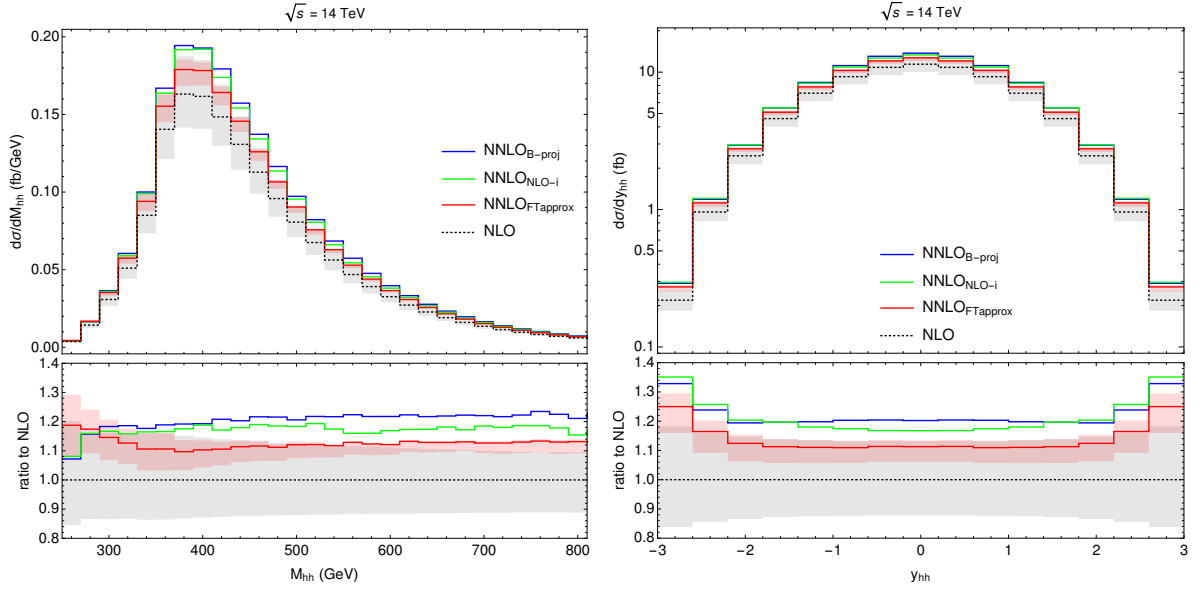 √s = 14 TeV
0.20
0.15
0.10
0.05
0.00
dσ/dM_hh (fb/GeV)
NNLO_B-proj
NNLO_NLO-i
NNLO_FTapprox
NLO
1.4
1.3
1.2
1.1
1.0
0.9
0.8
ratio to NLO
300 400 500 600 700 800
M_hh (GeV)
√s = 14 TeV
10
5
1
0.5
0.1
dσ/dy_hh (fb)
NNLO_B-proj
NNLO_NLO-i
NNLO_FTapprox
NLO
1.4
1.3
1.2
1.1
1.0
0.9
0.8
ratio to NLO
−3 −2 −1 0 1 2 3
y_hh